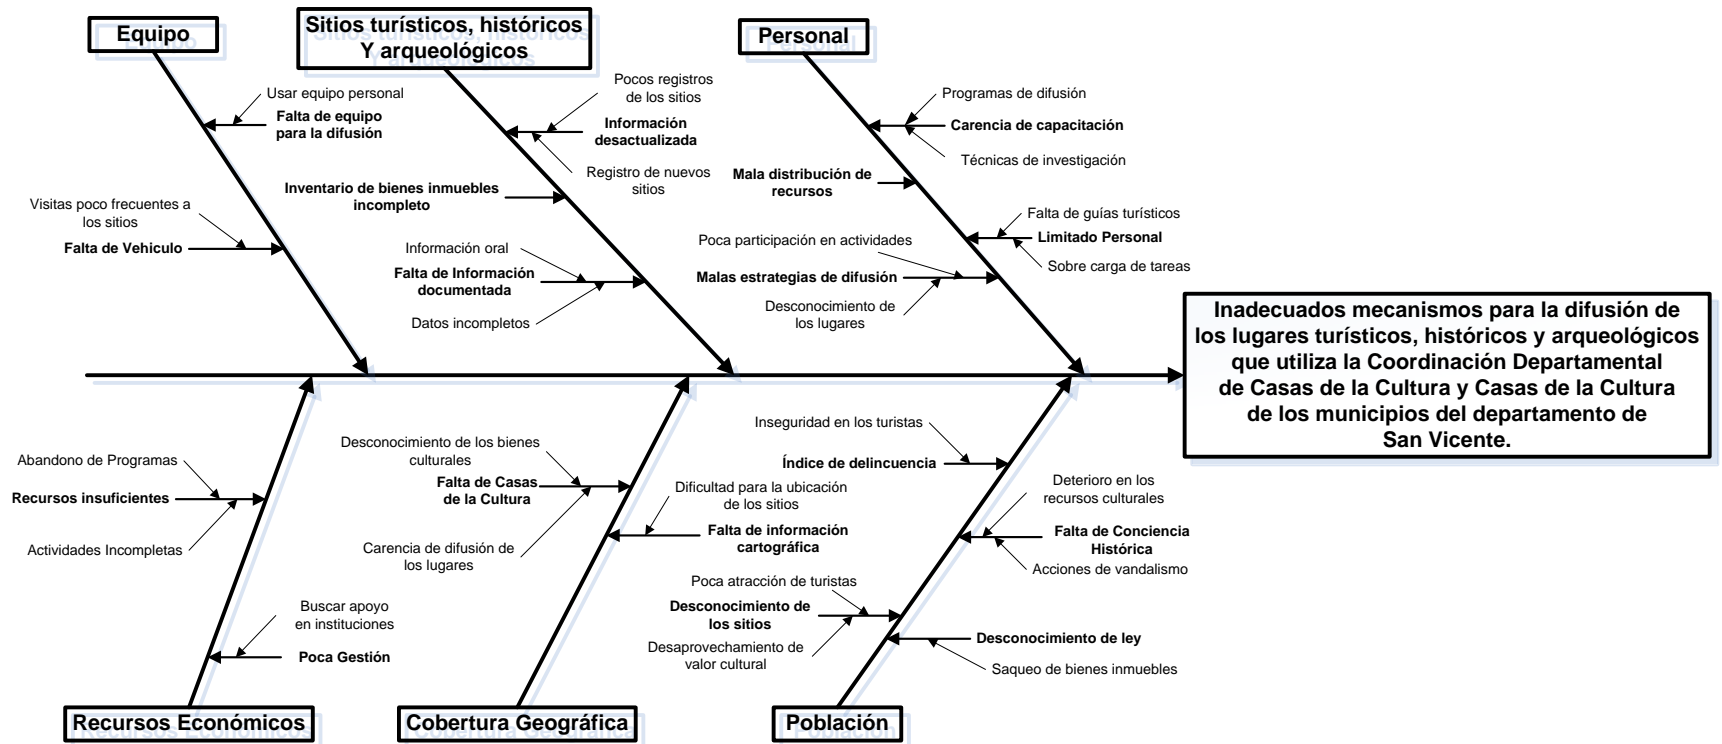 Equipo
Sitios turísticos, históricos
Y arqueológicos
Personal
Usar equipo personal
Falta de equipo
para la difusión
Visitas poco frecuentes a
los sitios
Falta de Vehiculo
Pocos registros
de los sitios
Información
desactualizada
Registro de nuevos
sitios
Inventario de bienes inmuebles
incompleto
Información oral
Falta de Información
documentada
Datos incompletos
Programas de difusión
Carencia de capacitación
Técnicas de investigación
Mala distribución de
recursos
Falta de guías turísticos
Limitado Personal
Sobre carga de tareas
Poca participación en actividades
Malas estrategias de difusión
Desconocimiento de
los lugares
Inadecuados mecanismos para la difusión de
los lugares turísticos, históricos y arqueológicos
que utiliza la Coordinación Departamental
de Casas de la Cultura y Casas de la Cultura
de los municipios del departamento de
San Vicente.
Abandono de Programas
Recursos insuficientes
Actividades Incompletas
Buscar apoyo
en instituciones
Poca Gestión
Desconocimiento de los bienes
culturales
Falta de Casas
de la Cultura
Carencia de difusión de
los lugares
Dificultad para la ubicación
de los sitios
Falta de información
cartográfica
Inseguridad en los turistas
Índice de delincuencia
Deterioro en los
recursos culturales
Falta de Conciencia
Histórica
Acciones de vandalismo
Poca atracción de turistas
Desconocimiento de
los sitios
Desaprovechamiento de
valor cultural
Desconocimiento de ley
Saqueo de bienes inmuebles
Recursos Económicos
Cobertura Geográfica
Población